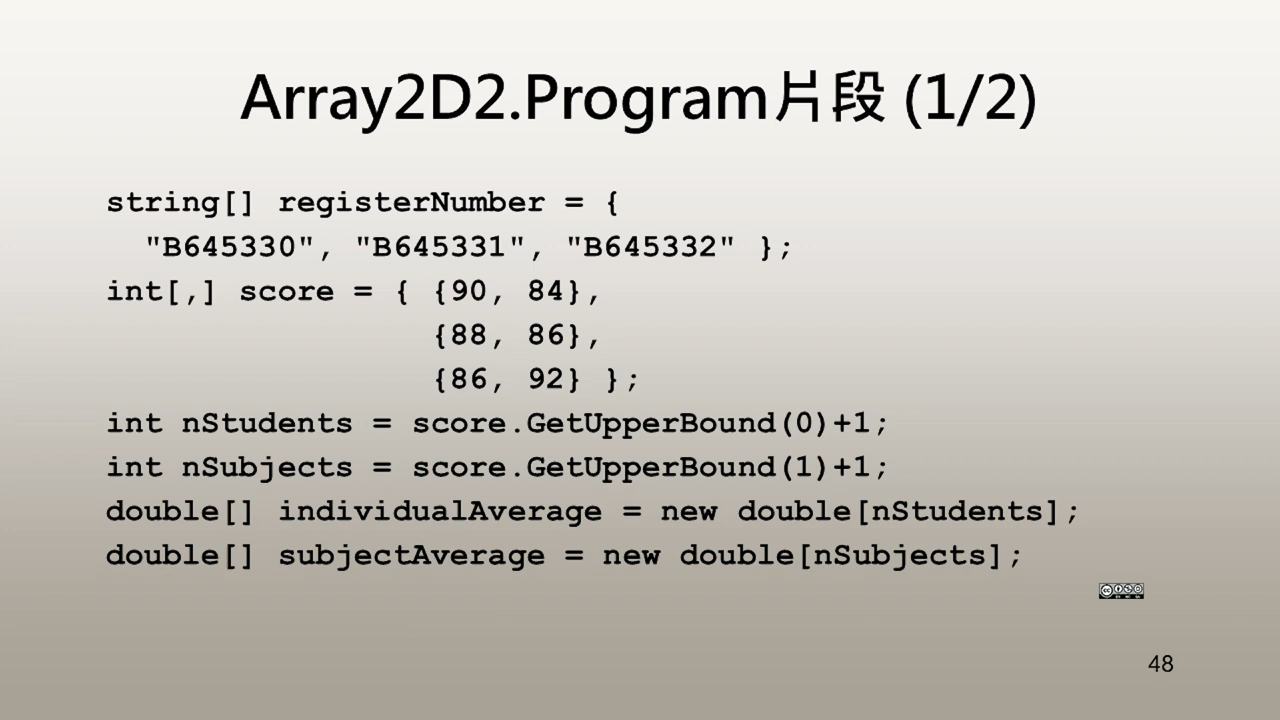 Array2D2.Program片段 (1/2)
string[] registerNumber = {
"B645330", "B645331", "B645332" };
int[,] score = { {90, 84},
{88, 86},
{86, 92} };
int nStudents = score.GetUpperBound(0)+1;
int nSubjects = score.GetUpperBound(1)+1;
double[] individualAverage = new double[nStudents];
double[] subjectAverage = new double[nSubjects];
48